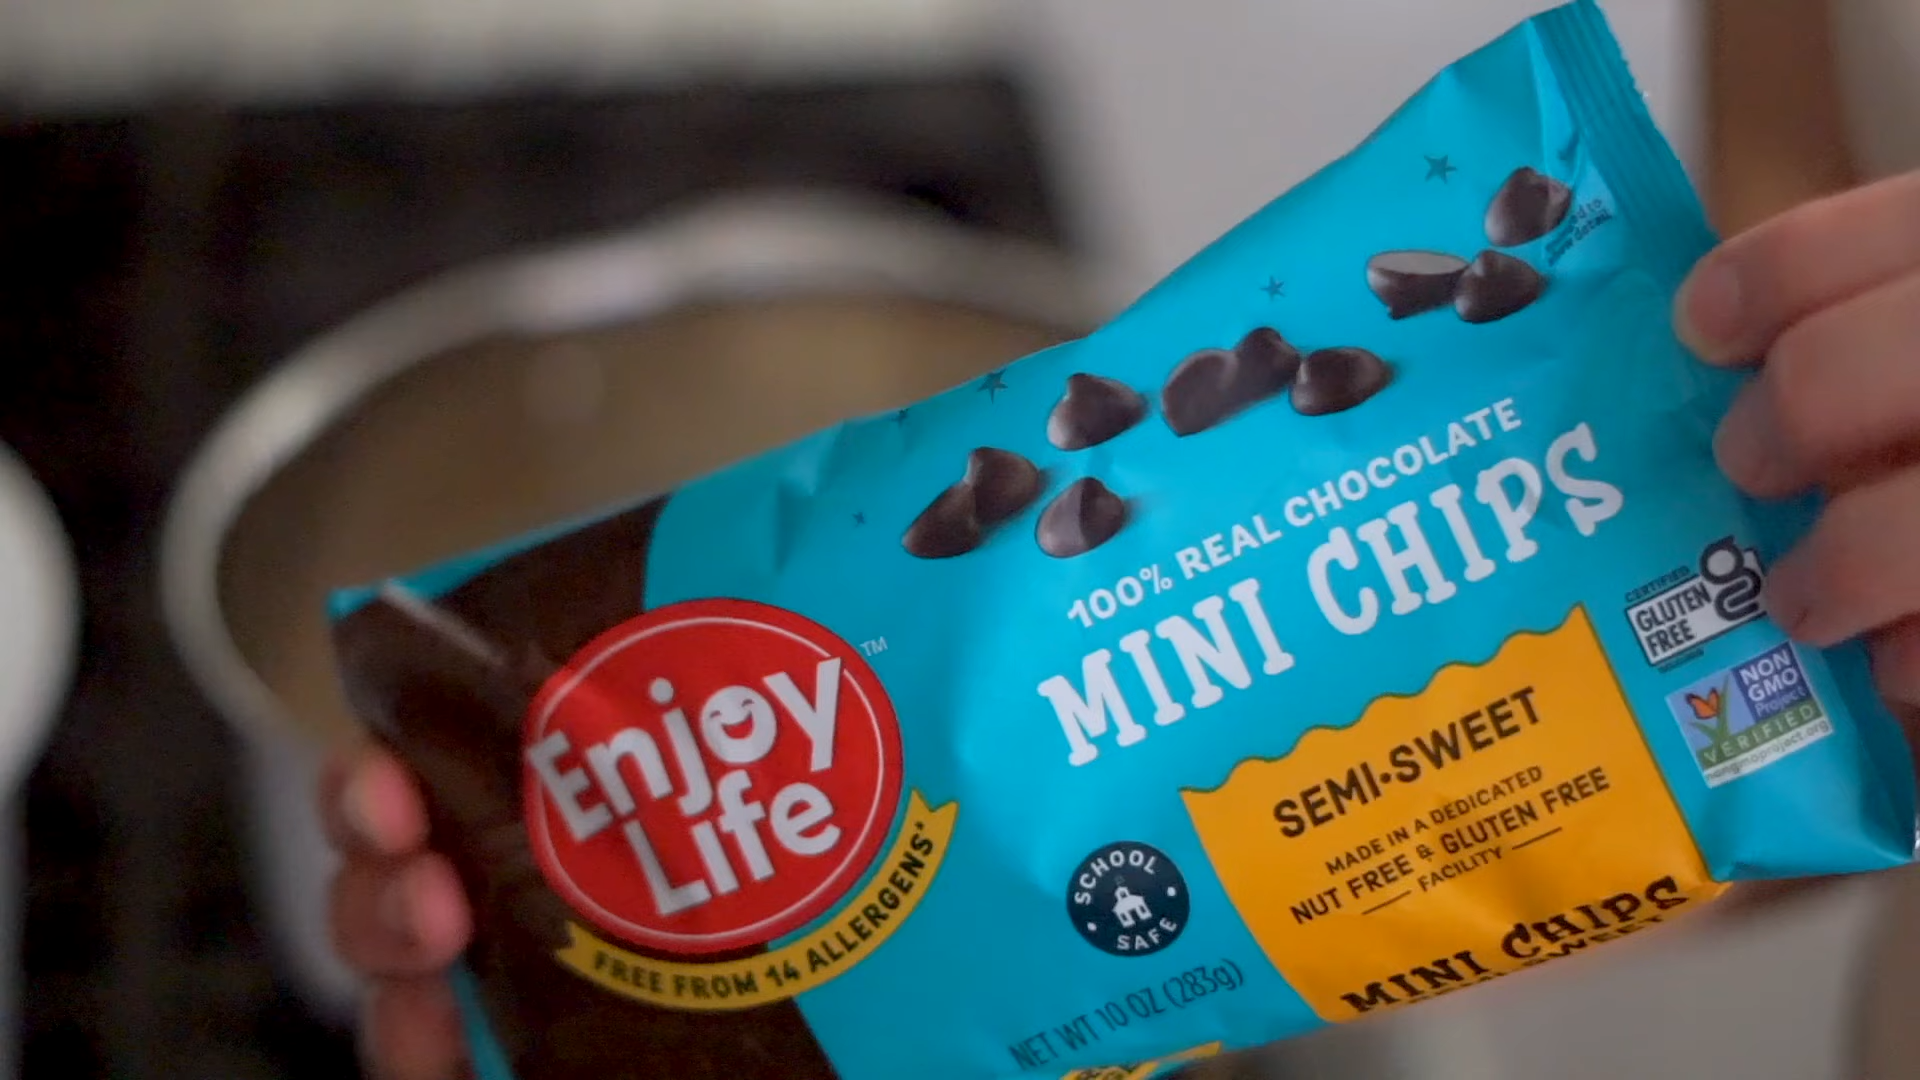 Enjoy
Life
TM
FREE FROM 14 ALLERGENS*
100% REAL CHOCOLATE
MINI CHIPS
SEMI•SWEET
MADE IN A DEDICATED
NUT FREE & GLUTEN FREE
FACILITY
MINI CHIPS
SCHOOL
SAFE
NET WT 10 OZ (283g)
CERTIFIED
GLUTEN
FREE
NON
GMO
Project
VERIFIED
nongmoproject.org